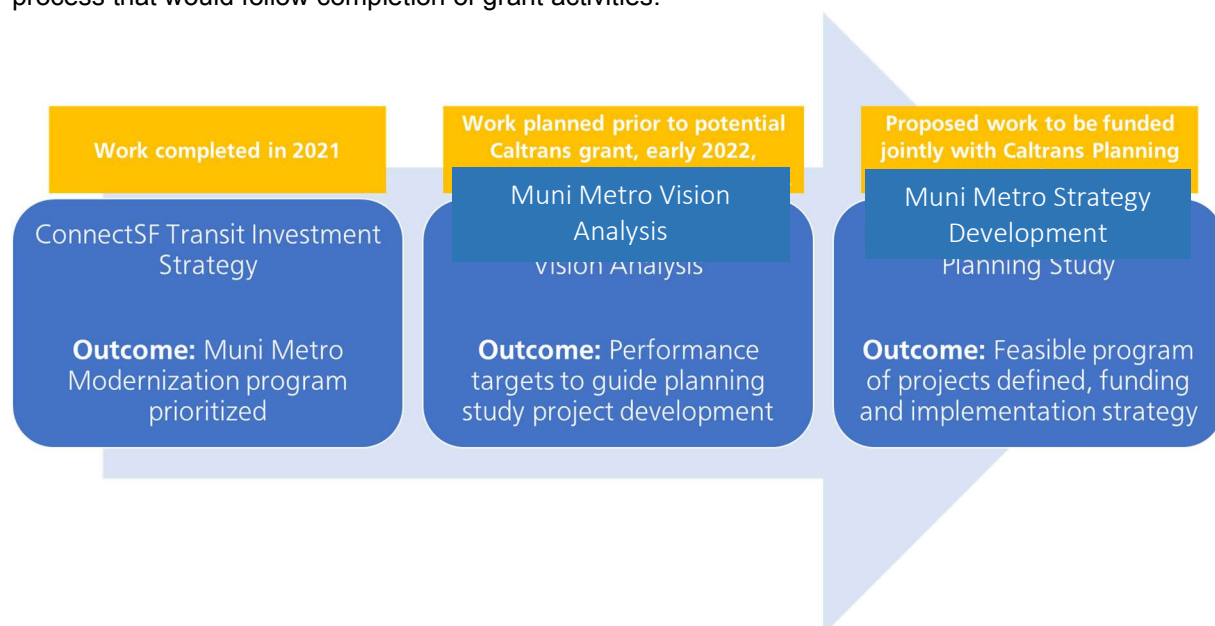 process that would follow completion of grant activities.
Work completed in 2021
ConnectSF Transit Investment
Strategy
Outcome: Muni Metro
Modernization program
prioritized
Work planned prior to potential
Caltrans grant, early 2022,
Muni Metro Vision
Analysis
Vision Analysis
Outcome: Performance
targets to guide planning
study project development
Proposed work to be funded
jointly with Caltrans Planning
Muni Metro Strategy
Development
Planning Study
Outcome: Feasible program
of projects defined, funding
and implementation strategy